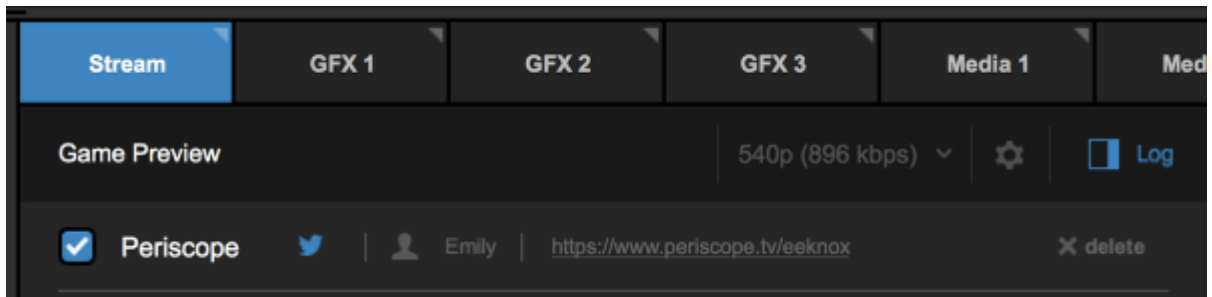 Stream GFX 1 GFX 2 GFX 3 Media 1 Med
Game Preview 540p (896 kbps) Log
Periscope Emily https://www.periscope.tv/eeknox delete